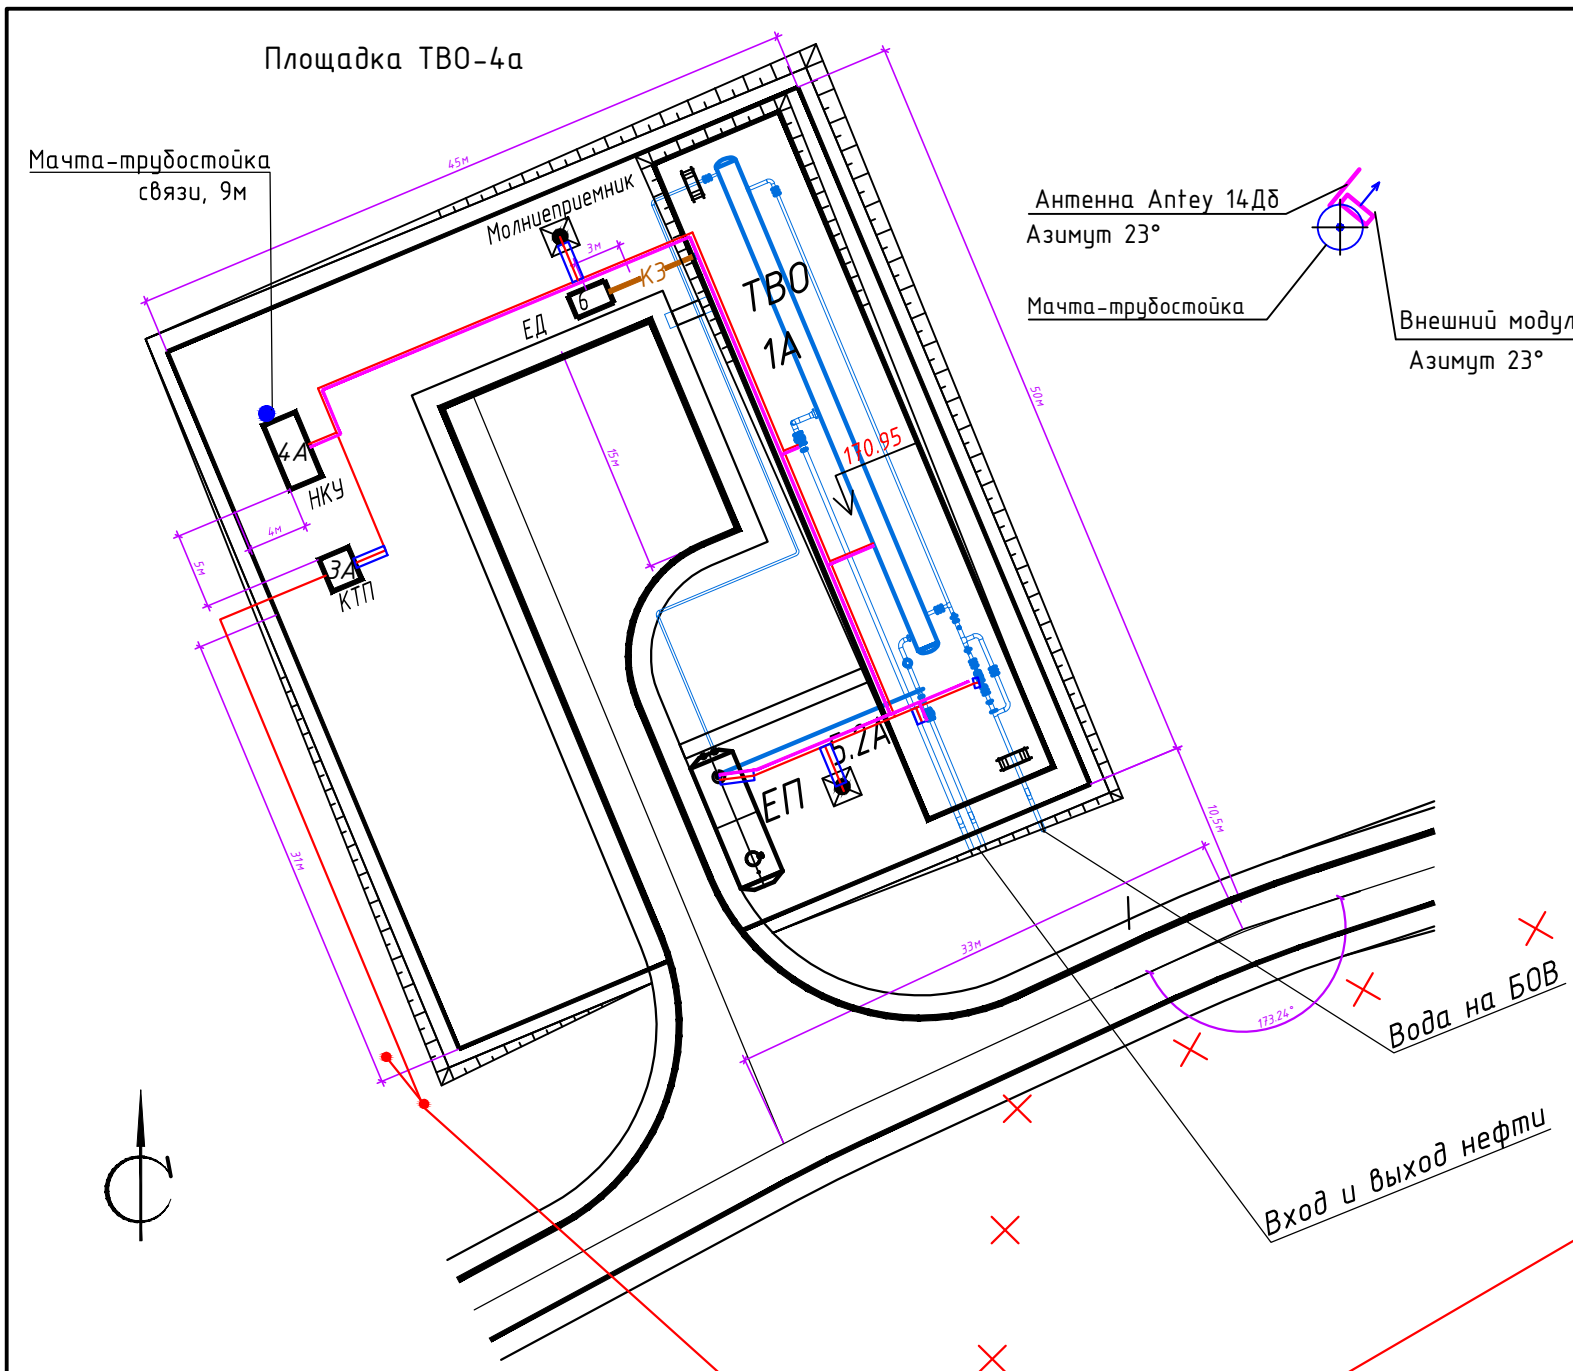 Площадка ТВО-4а
Мачта-трубостойка
связи, 9м
45м
Молниеприемник
3м
КЗ
6
ЕД
ТВО
1А
Антенна Antey 14Дб
Азимут 23°
Мачта-трубостойка
Внешний модул
Азимут 23°
50м
15м
170.95
4А
НКУ
4м
5м
3А
КТП
31м
5.2А
ЕП
10,5м
33м
173.24°
Вода на БОВ
Вход и выход нефти
С